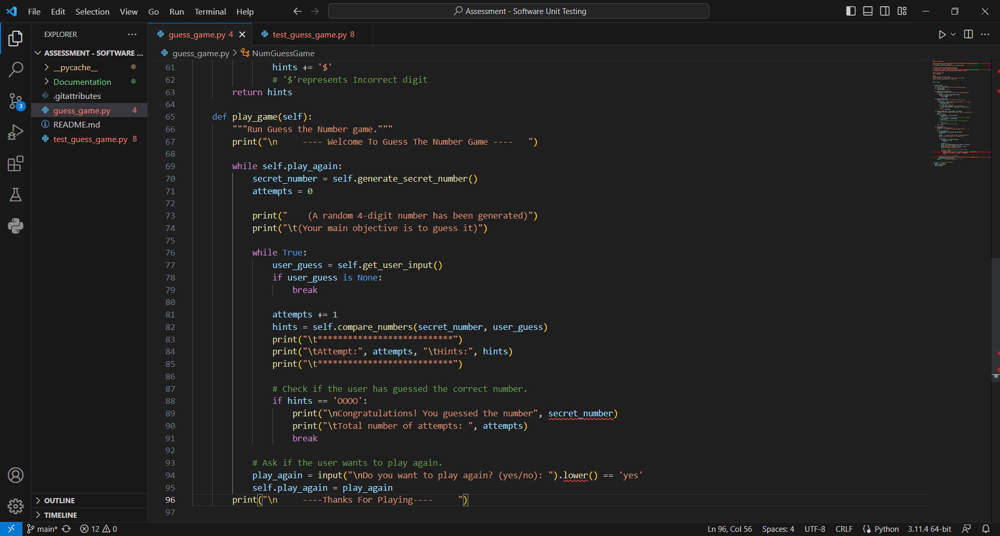 File Edit Selection View Go Run Terminal Help
Assessment - Software Unit Testing
EXPLORER
ASSESSMENT - SOFTWARE ...
__pycache__
Documentation
.gitattributes
guess_game.py 4
README.md
test_guess_game.py 8
3
OUTLINE
TIMELINE
guess_game.py 4
test_guess_game.py 8
guess_game.py > NumGuessGame
61 hints += '$'
62 # '$'represents Incorrect digit
63 return hints
64
65 def play_game(self):
66 """Run Guess the Number game."""
67 print("\n     ---- Welcome To Guess The Number Game ----   ")
68
69 while self.play_again:
70 secret_number = self.generate_secret_number()
71 attempts = 0
72
73 print("    (A random 4-digit number has been generated)")
74 print("\t(Your main objective is to guess it)")
75
76 while True:
77 user_guess = self.get_user_input()
78 if user_guess is None:
79 break
80
81 attempts += 1
82 hints = self.compare_numbers(secret_number, user_guess)
83 print("\t***************************")
84 print("\tAttempt:", attempts, "\tHints:", hints)
85 print("\t***************************")
86
87 # Check if the user has guessed the correct number.
88 if hints == 'OOOO':
89 print("\nCongratulations! You guessed the number", secret_number)
90 print("\tTotal number of attempts: ", attempts)
91 break
92
93 # Ask if the user wants to play again.
94 play_again = input("\nDo you want to play again? (yes/no): ").lower() == 'yes'
95 self.play_again = play_again
96 print("\n     ----Thanks For Playing----     ")
97
main* 12 0 Ln 96, Col 56 Spaces: 4 UTF-8 CRLF Python 3.11.4 64-bit